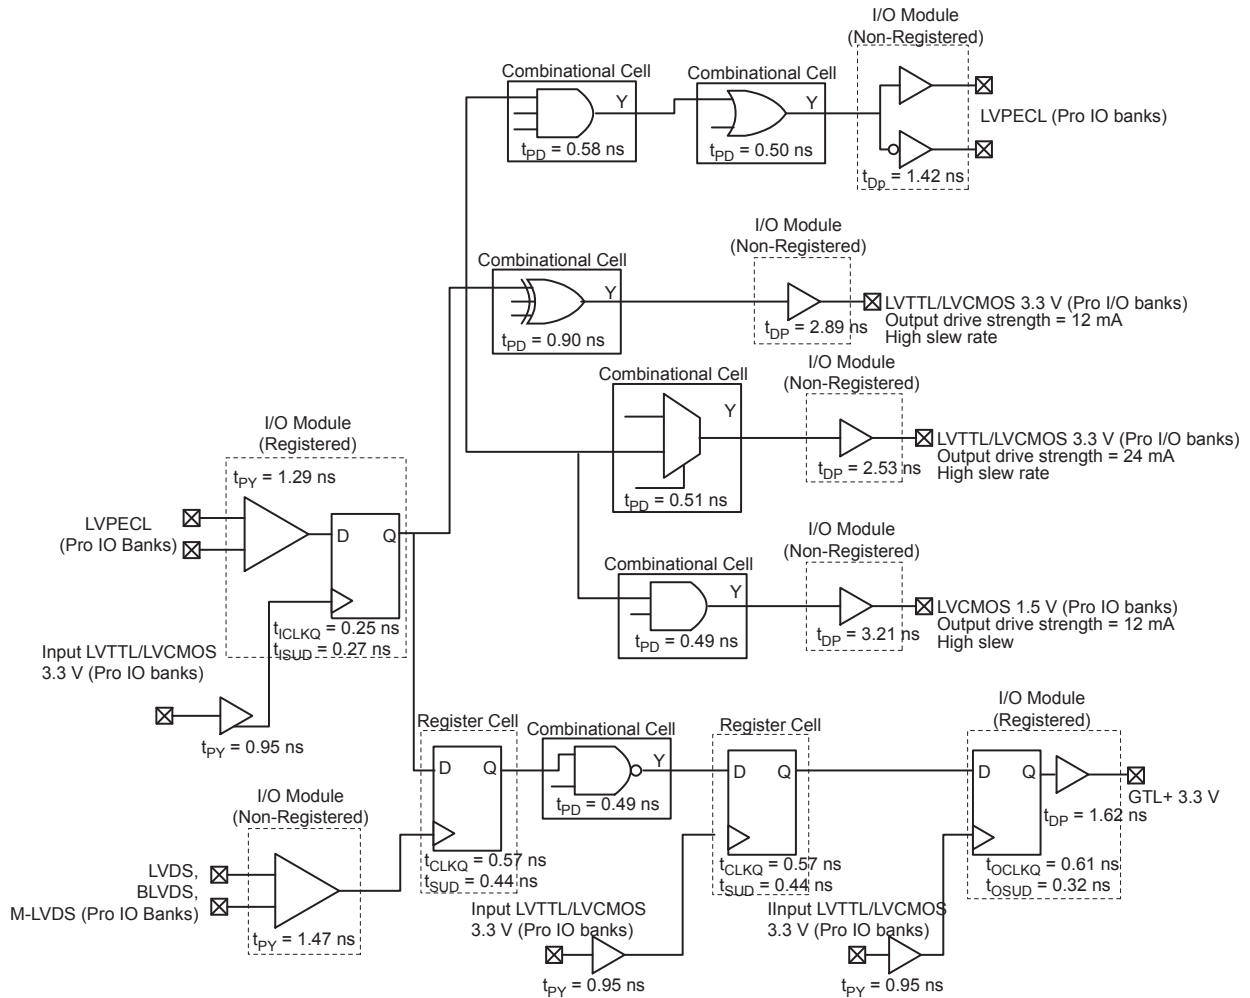 I/O Module
(Non-Registered)
Combinational Cell
Y
tPD = 0.58 ns
Combinational Cell
Y
tPD = 0.50 ns
LVPECL (Pro IO banks)
tDp = 1.42 ns
I/O Module
(Non-Registered)
Combinational Cell
Y
tPD = 0.90 ns
tDP = 2.89 ns
LVTTL/LVCMOS 3.3 V (Pro I/O banks)
Output drive strength = 12 mA
High slew rate
I/O Module
(Non-Registered)
Combinational Cell
Y
tPD = 0.51 ns
tDP = 2.53 ns
LVTTL/LVCMOS 3.3 V (Pro I/O banks)
Output drive strength = 24 mA
High slew rate
I/O Module
(Registered)
tPY = 1.29 ns
LVPECL
(Pro IO Banks)
D
Q
tICLKQ = 0.25 ns
tISUD = 0.27 ns
Input LVTTL/LVCMOS
3.3 V (Pro IO banks)
tPY = 0.95 ns
I/O Module
(Non-Registered)
Combinational Cell
Y
tPD = 0.49 ns
tDP = 3.21 ns
LVCMOS 1.5 V (Pro IO banks)
Output drive strength = 12 mA
High slew
Register Cell
D
Q
tCLKQ = 0.57 ns
tSUD = 0.44 ns
Combinational Cell
Y
tPD = 0.49 ns
Register Cell
D
Q
tCLKQ = 0.57 ns
tSUD = 0.44 ns
I/O Module
(Registered)
D
Q
tDP = 1.62 ns
GTL+ 3.3 V
tOCLKQ = 0.61 ns
tOSUD = 0.32 ns
I/O Module
(Non-Registered)
LVDS,
BLVDS,
M-LVDS (Pro IO Banks)
tPY = 1.47 ns
Input LVTTL/LVCMOS
3.3 V (Pro IO banks)
tPY = 0.95 ns
IInput LVTTL/LVCMOS
3.3 V (Pro IO banks)
tPY = 0.95 ns